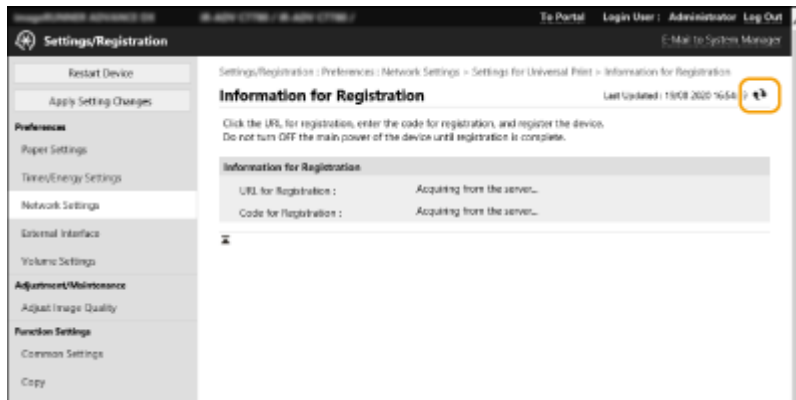 To Portal Login User : Administrator Log Out
Settings/Registration
E-Mail to System Manager
Restart Device
Apply Setting Changes
Preferences
Paper Settings
Timer/Energy Settings
Network Settings
External Interface
Volume Settings
Adjustment/Maintenance
Adjust Image Quality
Function Settings
Common Settings
Copy
Settings/Registration : Preferences : Network Settings > Settings for Universal Print > Information for Registration
Information for Registration
Last Updated : 19/08 2020 16:54
Click the URL for registration, enter the code for registration, and register the device.
Do not turn OFF the main power of the device until registration is complete.
Information for Registration
URL for Registration : Acquiring from the server...
Code for Registration : Acquiring from the server...